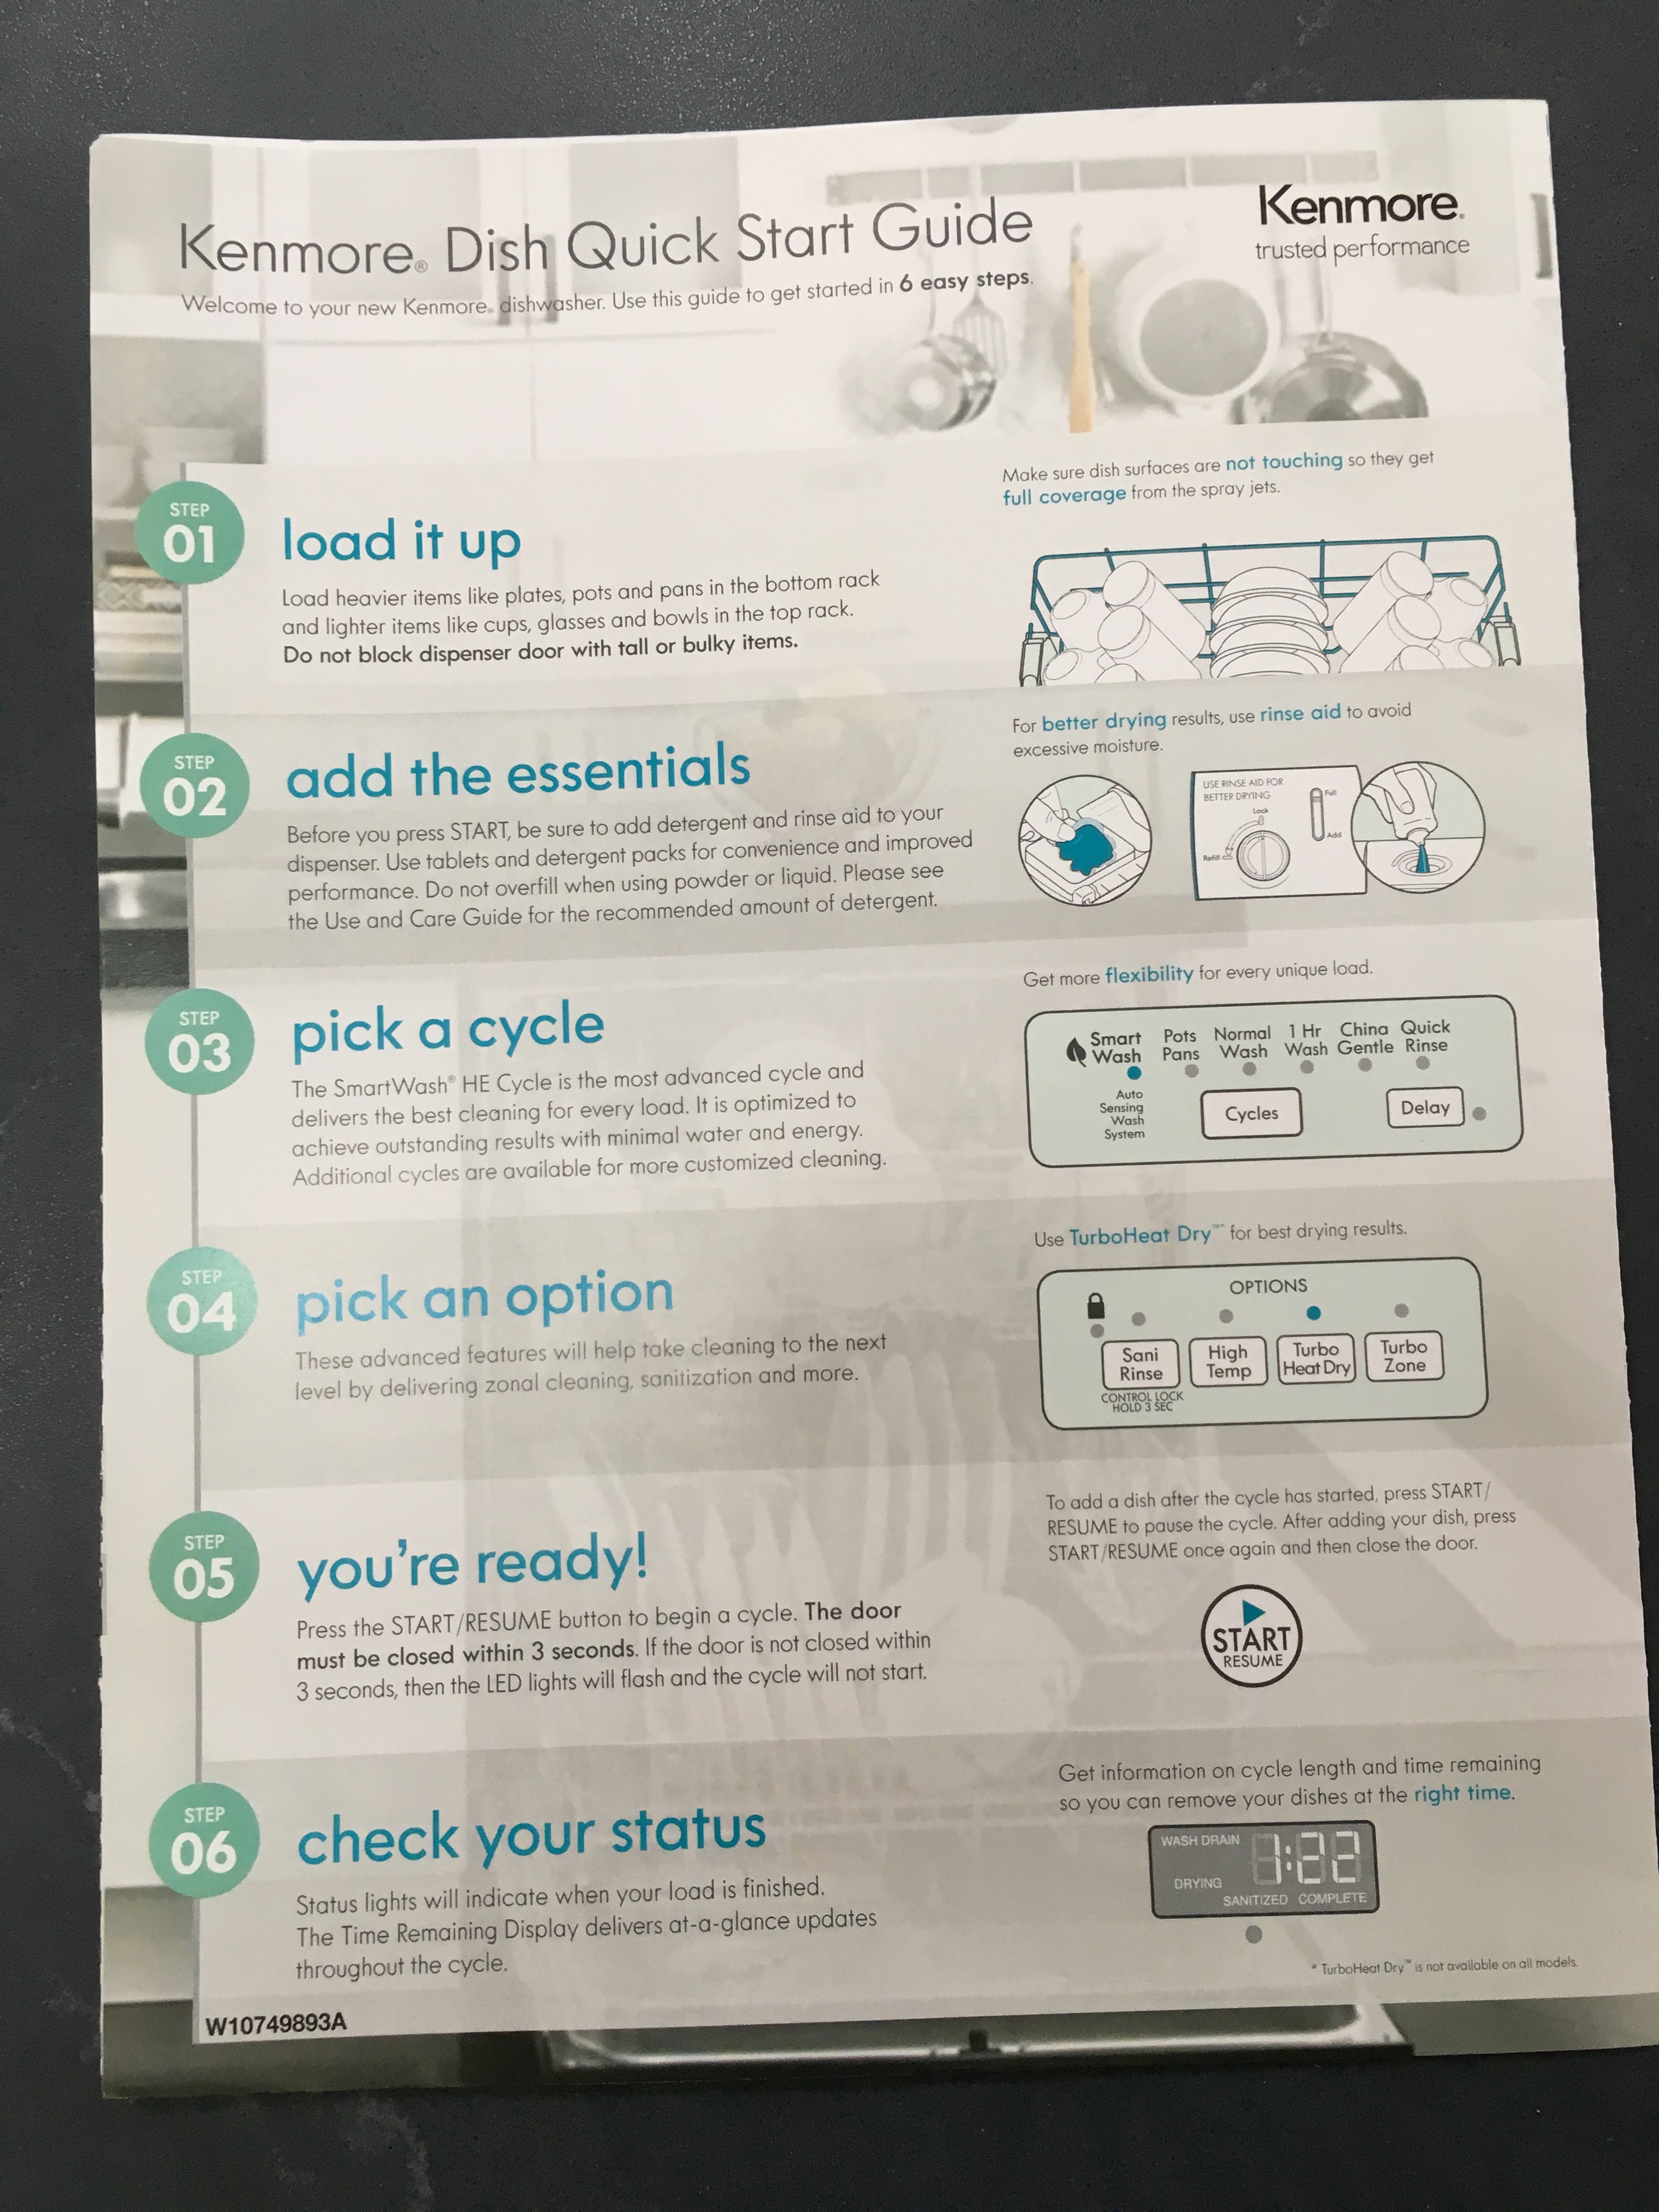 Kenmore® Dish Quick Start Guide
Welcome to your new Kenmore® dishwasher. Use this guide to get started in 6 easy steps.
Kenmore®
trusted performance
STEP
01
load it up
Load heavier items like plates, pots and pans in the bottom rack
and lighter items like cups, glasses and bowls in the top rack.
Do not block dispenser door with tall or bulky items.
Make sure dish surfaces are not touching so they get
full coverage from the spray jets.
STEP
02
add the essentials
Before you press START, be sure to add detergent and rinse aid to your
dispenser. Use tablets and detergent packs for convenience and improved
performance. Do not overfill when using powder or liquid. Please see
the Use and Care Guide for the recommended amount of detergent.
For better drying results, use rinse aid to avoid
excessive moisture.
USE RINSE AID FOR
BETTER DRYING
Lock
Refill
Full
Add
STEP
03
pick a cycle
The SmartWash® HE Cycle is the most advanced cycle and
delivers the best cleaning for every load. It is optimized to
achieve outstanding results with minimal water and energy.
Additional cycles are available for more customized cleaning.
Get more flexibility for every unique load.
Smart Pots Normal 1 Hr China Quick
Wash Pans Wash Wash Gentle Rinse
Auto
Sensing
Wash
System
Cycles
Delay
STEP
04
pick an option
These advanced features will help take cleaning to the next
level by delivering zonal cleaning, sanitization and more.
Use TurboHeat Dry™* for best drying results.
OPTIONS
Sani High Turbo Turbo
Rinse Temp Heat Dry Zone
CONTROL LOCK
HOLD 3 SEC
STEP
05
you're ready!
Press the START/RESUME button to begin a cycle. The door
must be closed within 3 seconds. If the door is not closed within
3 seconds, then the LED lights will flash and the cycle will not start.
To add a dish after the cycle has started, press START/
RESUME to pause the cycle. After adding your dish, press
START/RESUME once again and then close the door.
START
RESUME
STEP
06
check your status
Status lights will indicate when your load is finished.
The Time Remaining Display delivers at-a-glance updates
throughout the cycle.
Get information on cycle length and time remaining
so you can remove your dishes at the right time.
WASH DRAIN
1:22
DRYING
SANITIZED COMPLETE
* TurboHeat Dry™ is not available on all models.
W10749893A